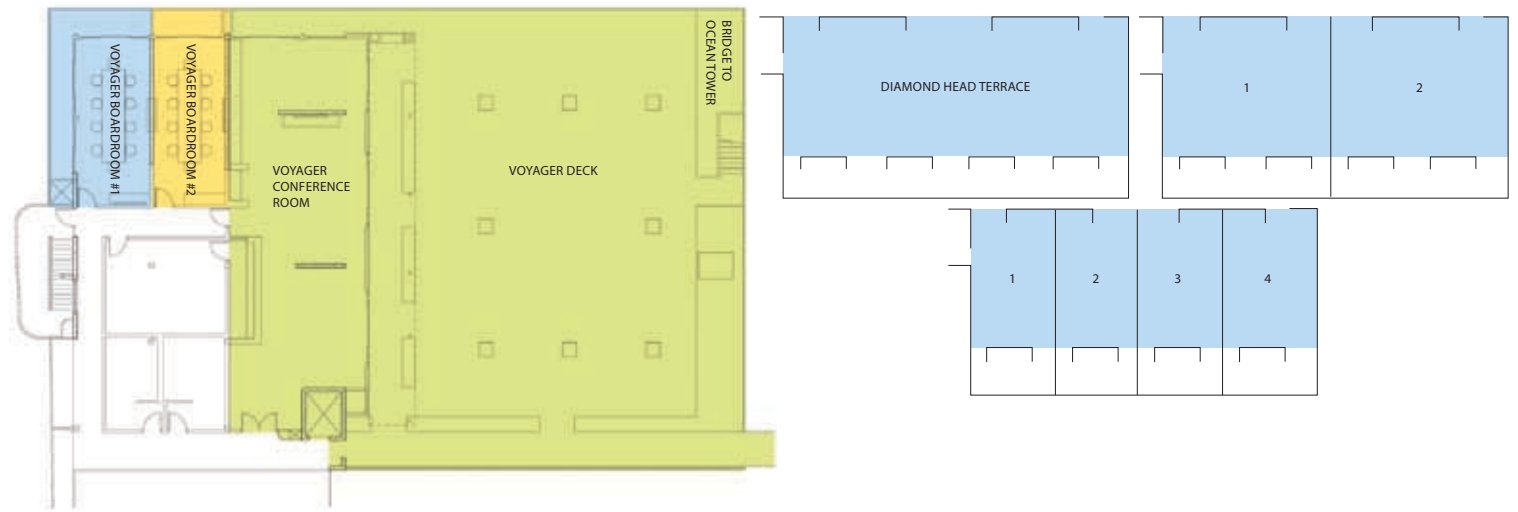 VOYAGER BOARDROOM #1
VOYAGER BOARDROOM #2
VOYAGER
CONFERENCE
ROOM
VOYAGER DECK
BRIDGE TO
OCEAN TOWER
DIAMOND HEAD TERRACE
1
2
1
2
3
4